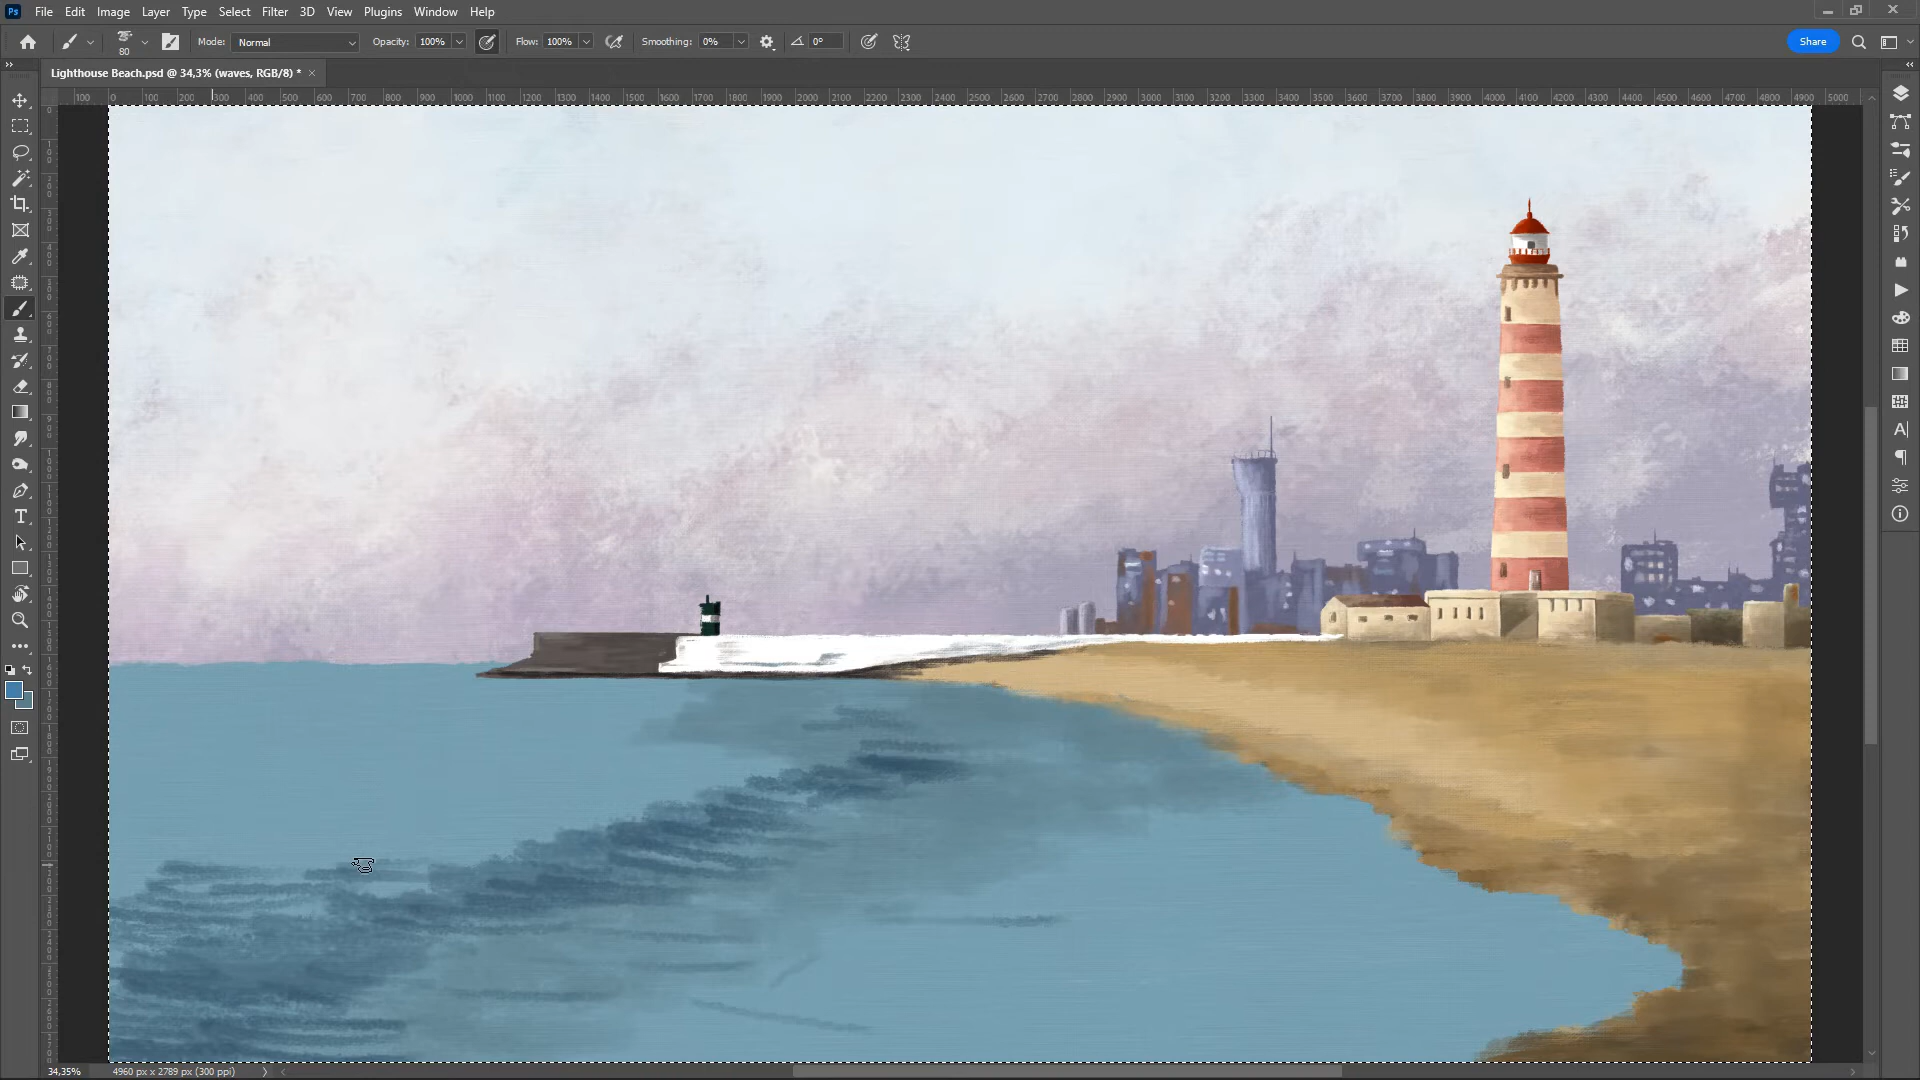 Ps File Edit Image Layer Type Select Filter 3D View Plugins Window Help
80 Mode: Normal Opacity: 100% Flow: 100% Smoothing: 0% 0° Share
Lighthouse Beach.psd @ 34,3% (waves, RGB/8) * ×
100 0 100 200 300 400 500 600 700 800 900 1000 1100 1200 1300 1400 1500 1600 1700 1800 1900 2000 2100 2200 2300 2400 2500 2600 2700 2800 2900 3000 3100 3200 3300 3400 3500 3600 3700 3800 3900 4000 4100 4200 4300 4400 4500 4600 4700 4800 4900 5000
34,35% 4960 px x 2789 px (300 ppi)